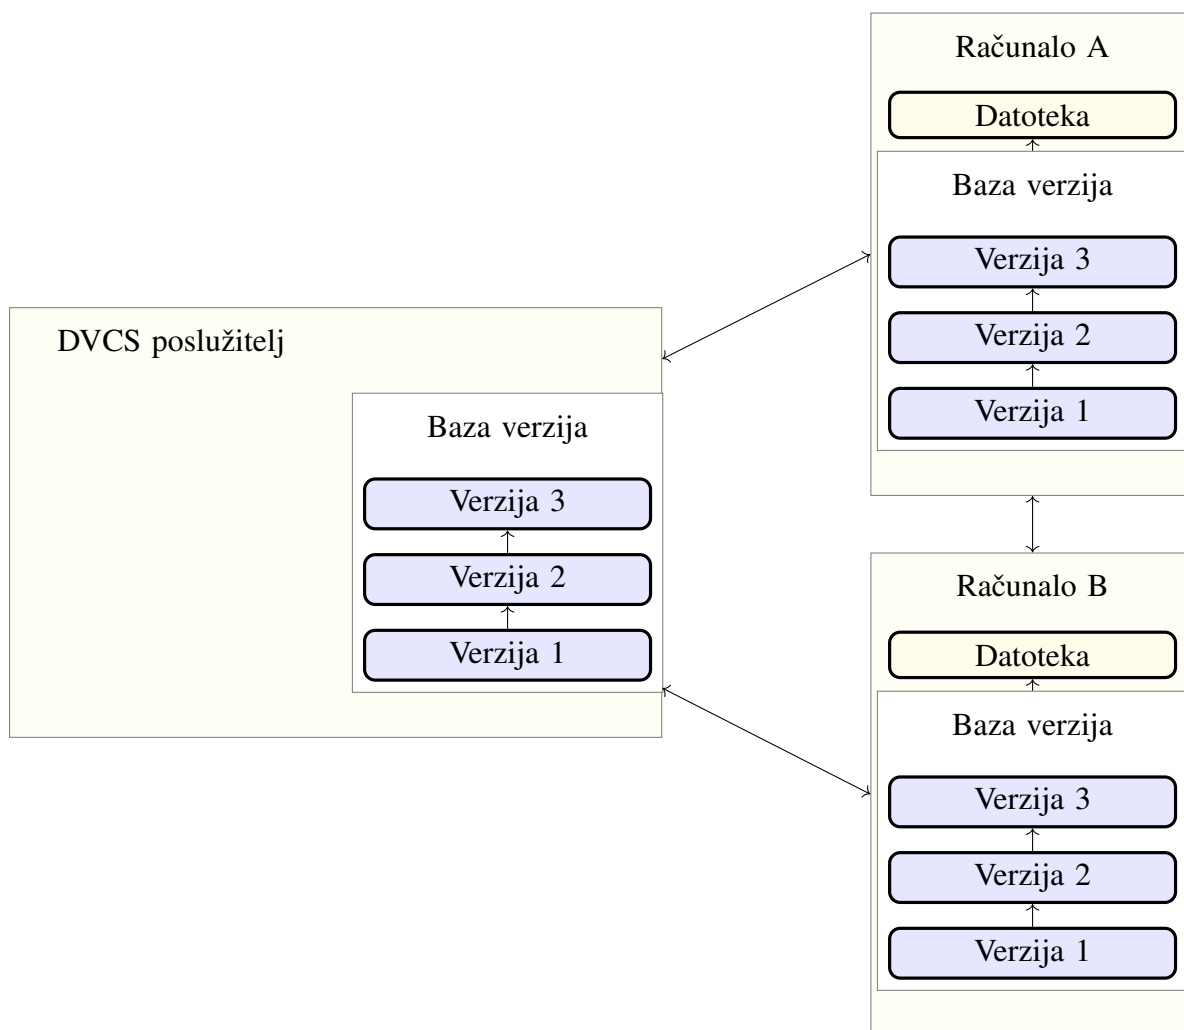 DVCS poslužitelj
Baza verzija
Verzija 3
Verzija 2
Verzija 1
Računalo A
Datoteka
Baza verzija
Verzija 3
Verzija 2
Verzija 1
Računalo B
Datoteka
Baza verzija
Verzija 3
Verzija 2
Verzija 1